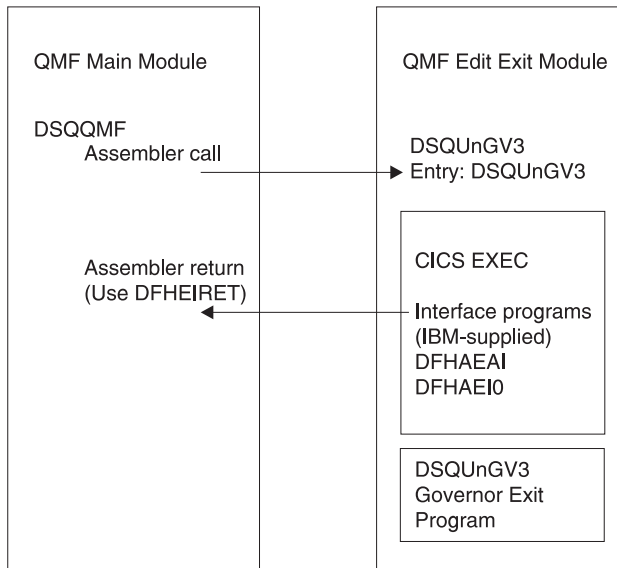 QMF Main Module
DSQQMF
Assembler call
Assembler return
(Use DFHEIRET)
QMF Edit Exit Module
DSQUnGV3
Entry: DSQUnGV3
CICS EXEC
Interface programs
(IBM-supplied)
DFHAEAI
DFHAEI0
DSQUnGV3
Governor Exit
Program